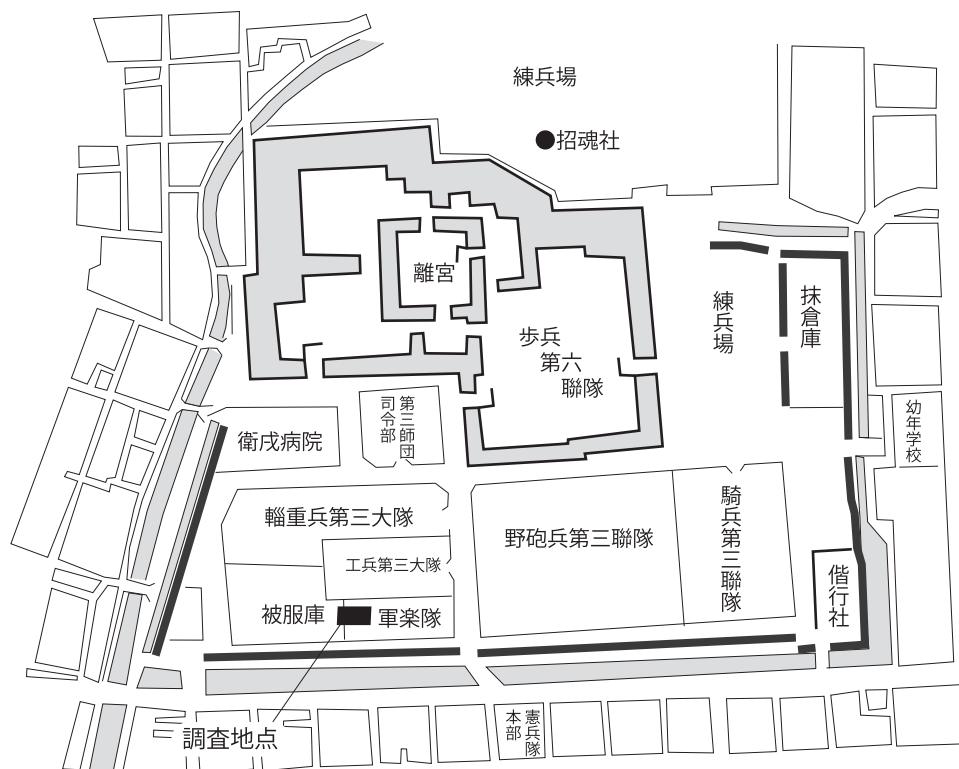 練兵場
招魂社
離宮
練兵場
抹倉庫
歩兵
第六
聯隊
第三師団
司令部
幼年学校
衛戍病院
輜重兵第三大隊
工兵第三大隊
野砲兵第三聯隊
騎兵第三聯隊
偕行社
被服庫
軍楽隊
調査地点
憲兵隊
本部